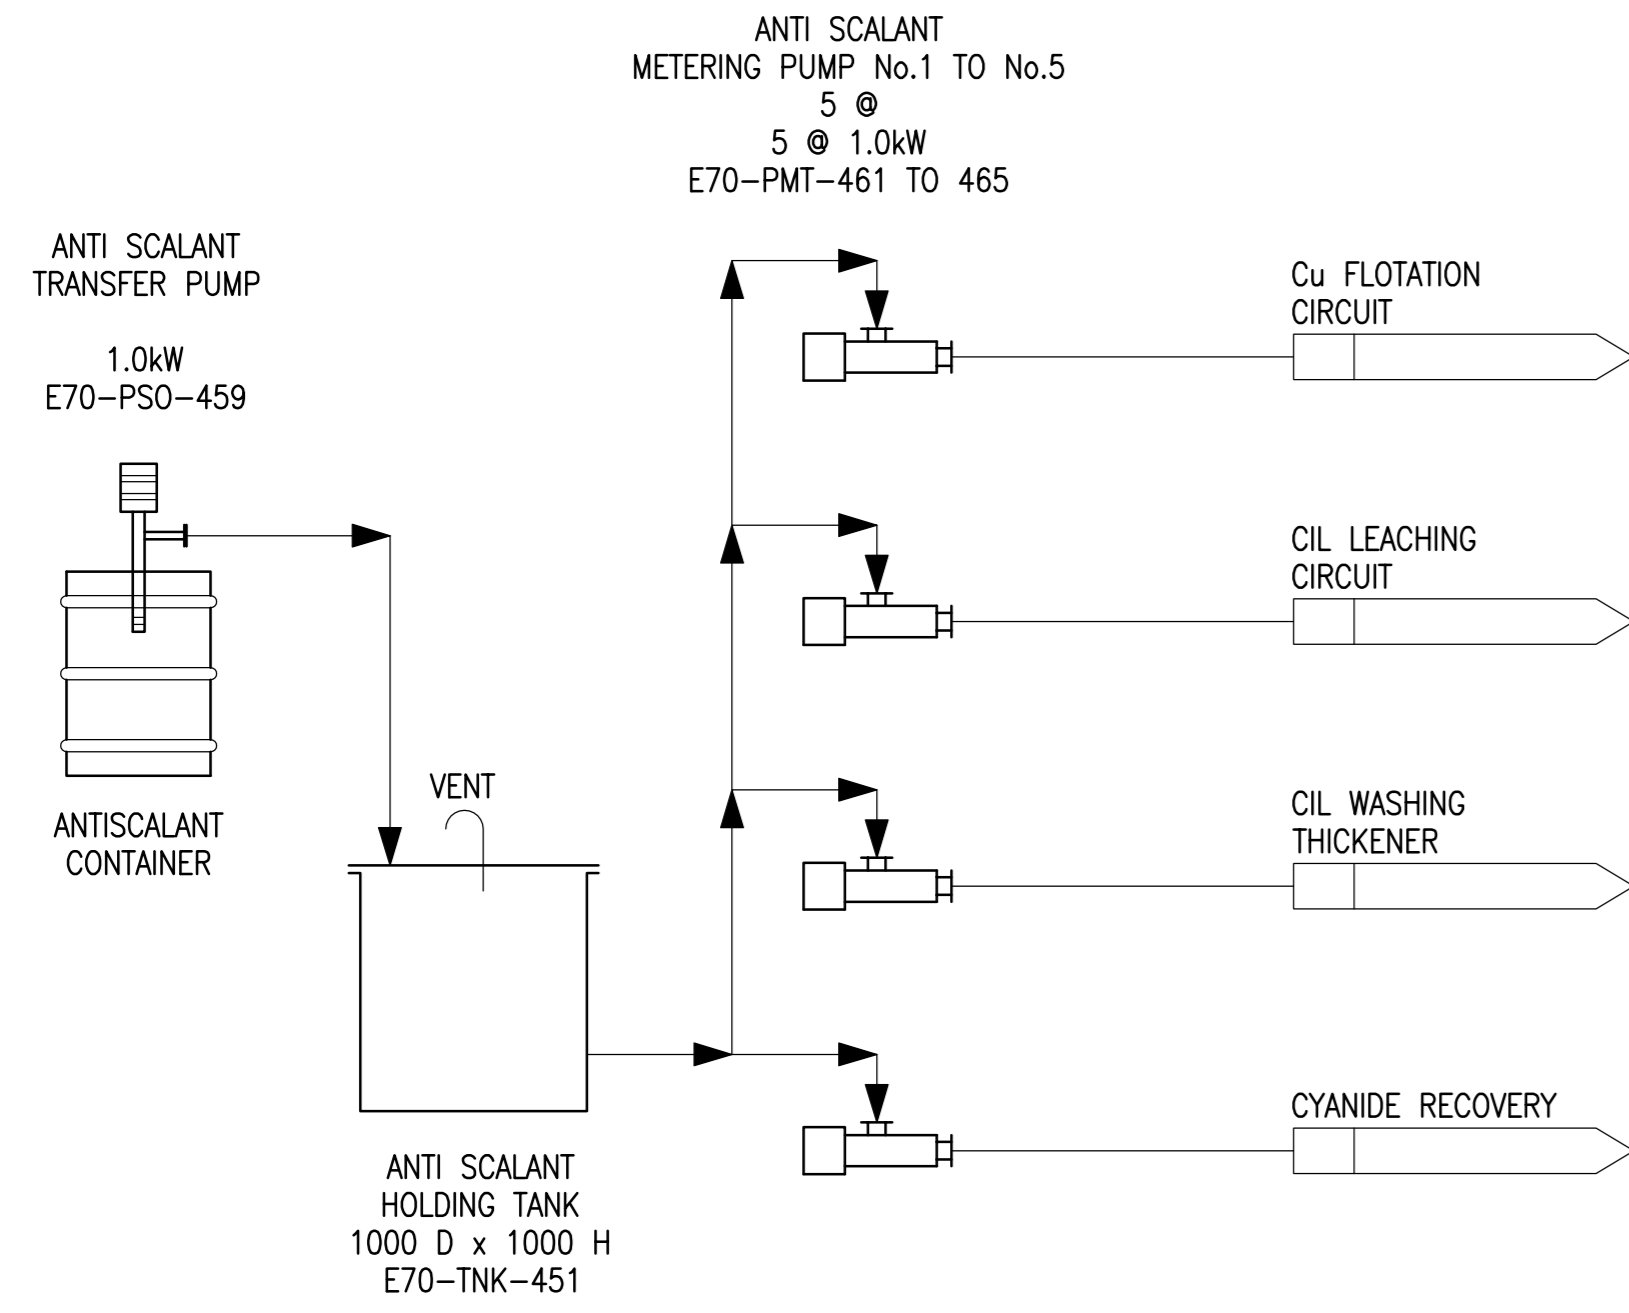 ANTI SCALANT
METERING PUMP No.1 TO No.5
5 @
5 @ 1.0kW
E70-PMT-461 TO 465
ANTI SCALANT
TRANSFER PUMP
1.0kW
E70-PSO-459
ANTISCALANT
CONTAINER
VENT
ANTI SCALANT
HOLDING TANK
1000 D x 1000 H
E70-TNK-451
Cu FLOTATION
CIRCUIT
CIL LEACHING
CIRCUIT
CIL WASHING
THICKENER
CYANIDE RECOVERY